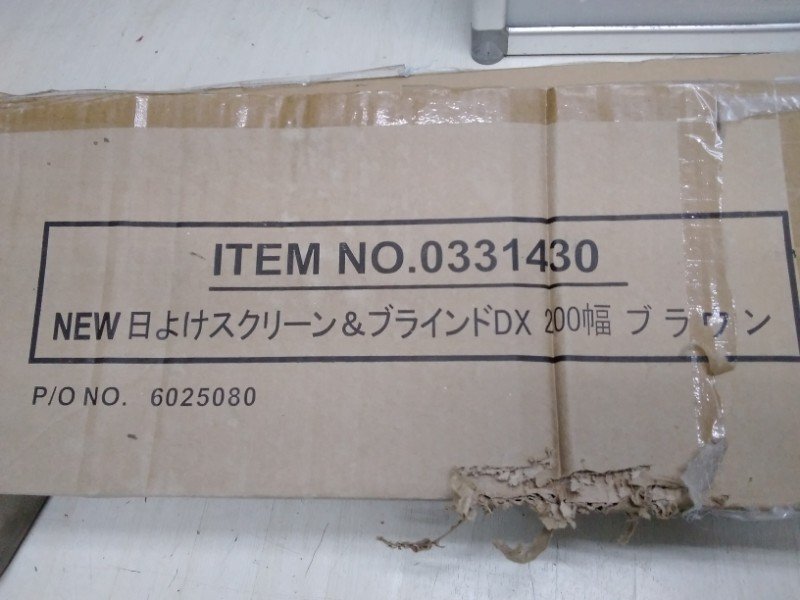 ITEM NO.0331430
NEW 日よけスクリーン&ブラインドDX 200幅 ブラウン
P/O NO. 6025080